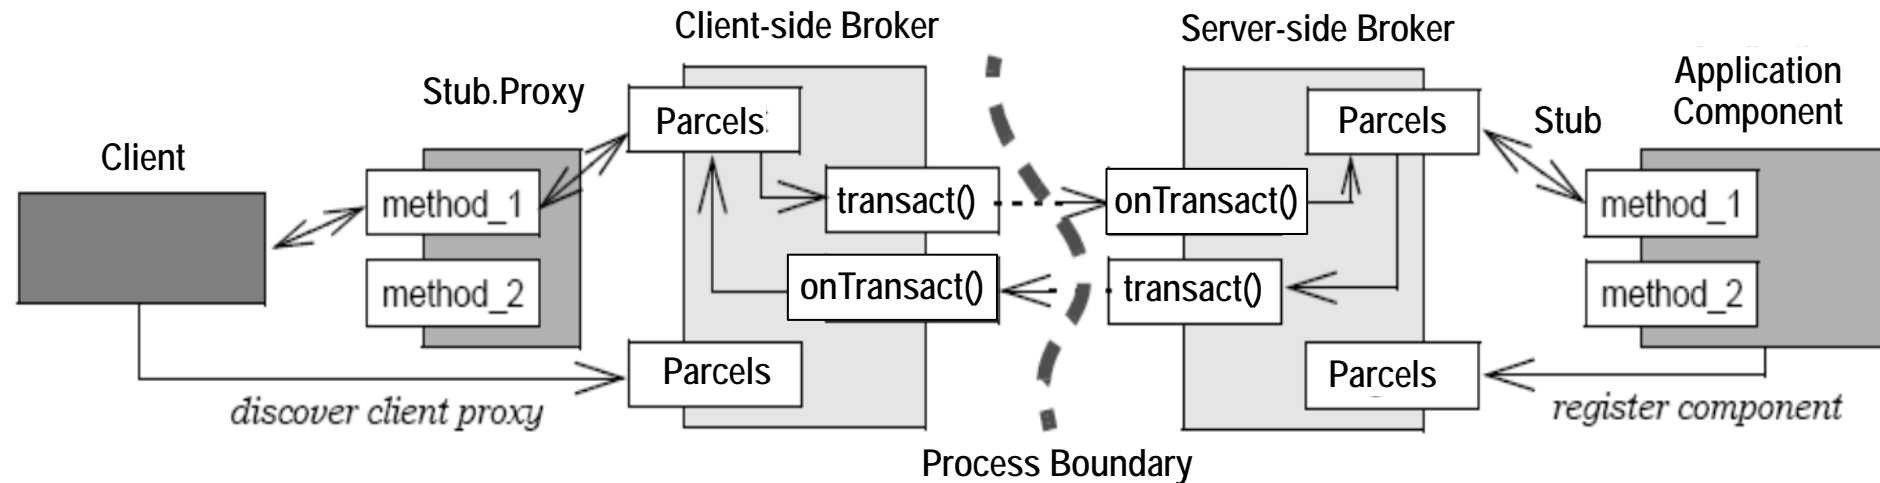 Client-side Broker
Server-side Broker
Application
Component
Stub.Proxy
Parcels
Parcels
Stub
Client
method_1
transact()
onTransact()
method_1
method_2
onTransact()
transact()
method_2
Parcels
Parcels
discover client proxy
register component
Process Boundary